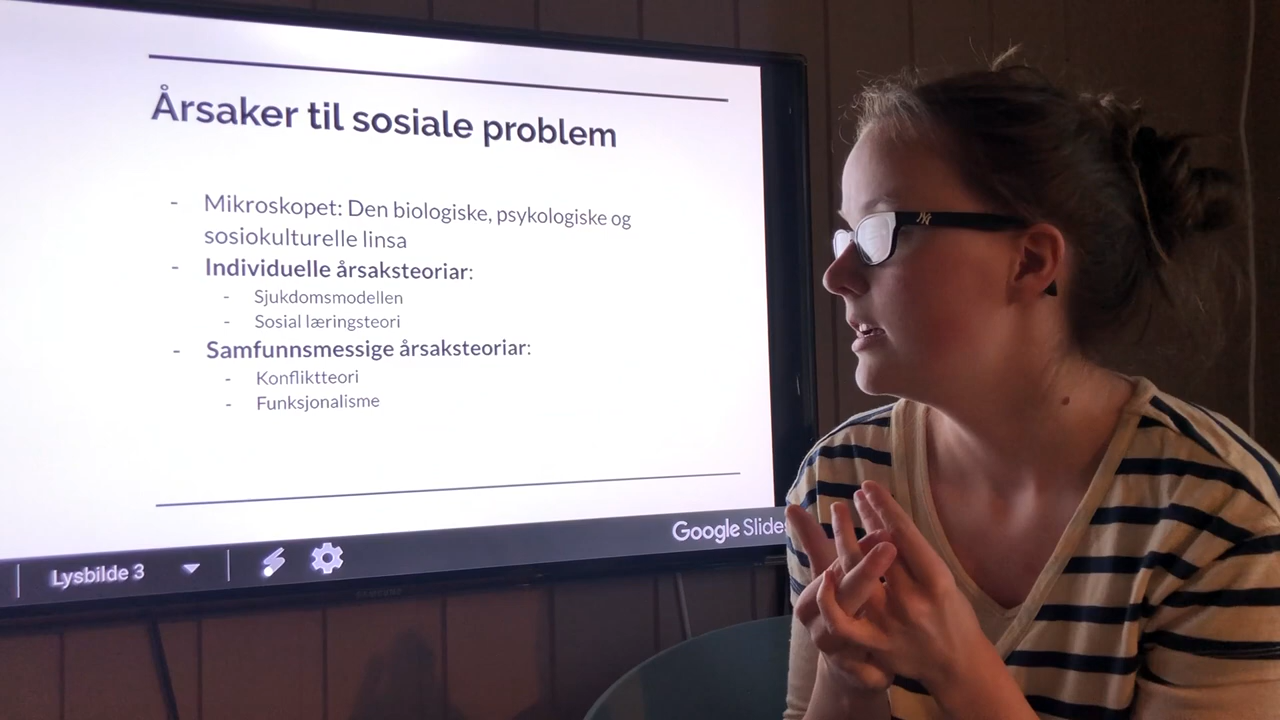 Årsaker til sosiale problem
- Mikroskopet: Den biologiske, psykologiske og
sosiokulturelle linsa
- Individuelle årsaksteoriar:
- Sjukdomsmodellen
- Sosial læringsteori
- Samfunnsmessige årsaksteoriar:
- Konfliktteori
- Funksjonalisme
Google Slides
Lysbilde 3